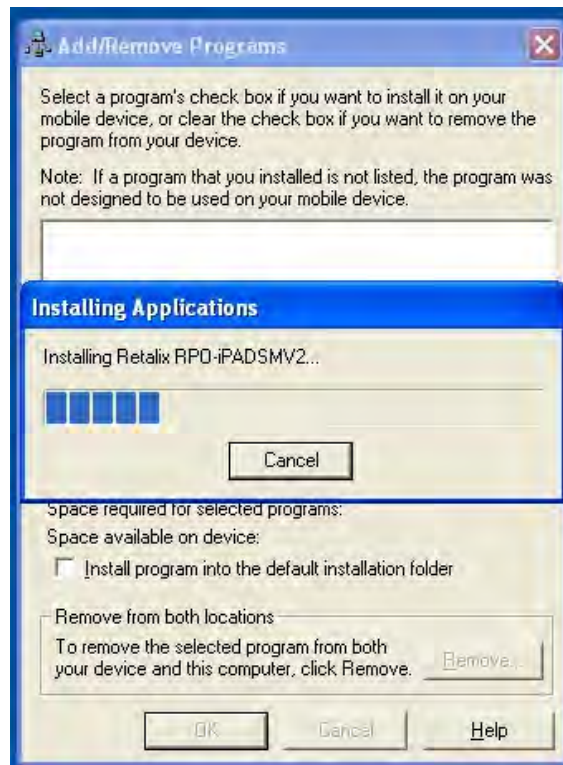 Add/Remove Programs
Select a program's check box if you want to install it on your
mobile device, or clear the check box if you want to remove the
program from your device.
Note: If a program that you installed is not listed, the program was
not designed to be used on your mobile device.
Installing Applications
Installing Retalix RPO-iPADSMV2...
Cancel
Space required for selected programs:
Space available on device:
Install program into the default installation folder
Remove from both locations
To remove the selected program from both
your device and this computer, click Remove.
Remove...
OK
Cancel
Help